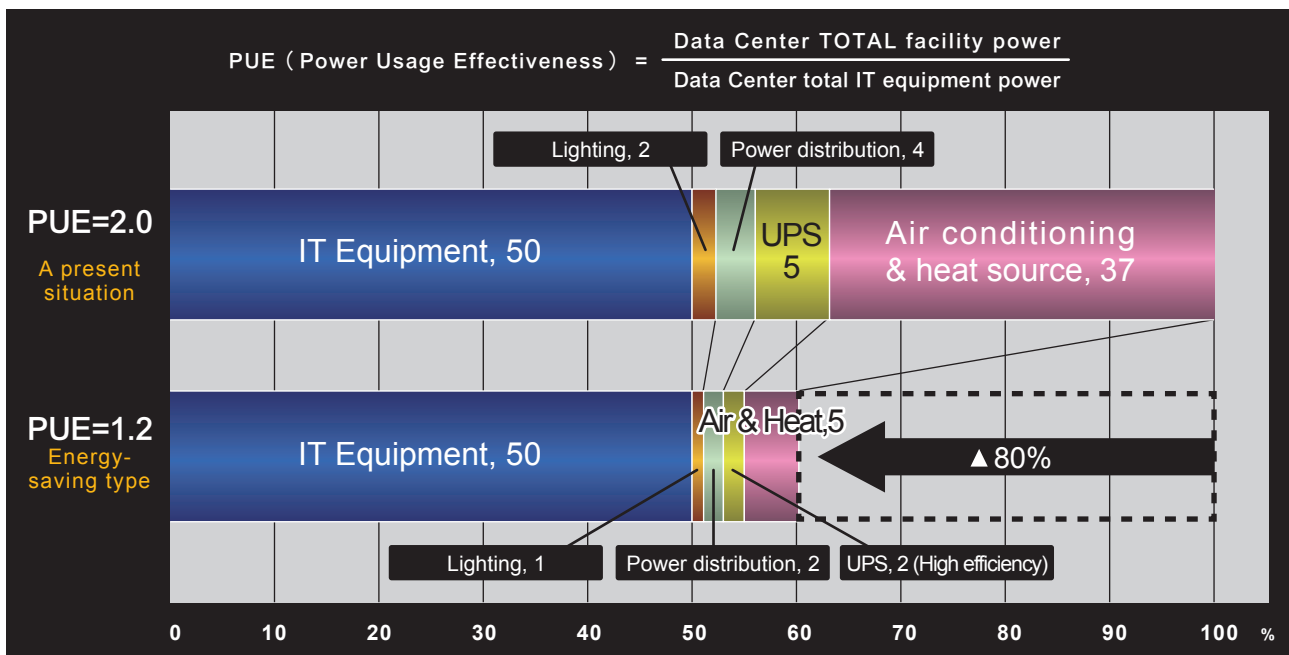 Data Center TOTAL facility power
PUE（Power Usage Effectiveness） =
Data Center total IT equipment power
Lighting, 2
Power distribution, 4
PUE=2.0
A present
situation
IT Equipment, 50
UPS
5
Air conditioning
& heat source, 37
PUE=1.2
Energy-
saving type
IT Equipment, 50
Air & Heat,5
▲80%
Lighting, 1
Power distribution, 2
UPS, 2 (High efficiency)
0 10 20 30 40 50 60 70 80 90 100 %